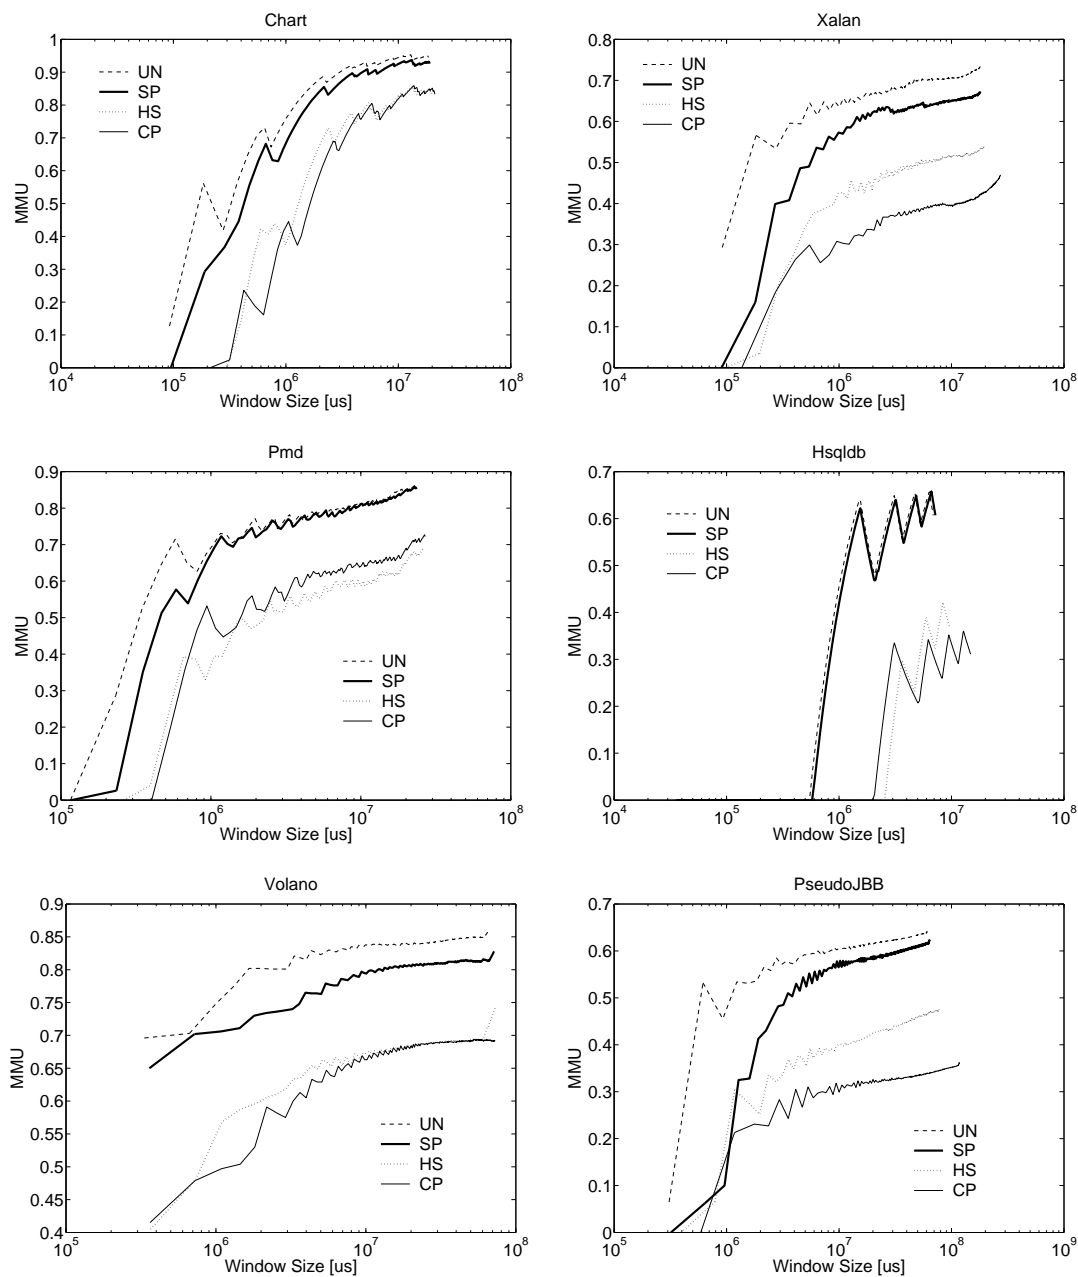 Chart
1
0.9
0.8
0.7
0.6
0.5
0.4
0.3
0.2
0.1
0
MMU
UN
SP
HS
CP
10^4 10^5 10^6 10^7 10^8
Window Size [us]
Xalan
0.8
0.7
0.6
0.5
0.4
0.3
0.2
0.1
0
MMU
UN
SP
HS
CP
10^4 10^5 10^6 10^7 10^8
Window Size [us]
Pmd
0.9
0.8
0.7
0.6
0.5
0.4
0.3
0.2
0.1
0
MMU
UN
SP
HS
CP
10^5 10^6 10^7 10^8
Window Size [us]
Hsqldb
0.7
0.6
0.5
0.4
0.3
0.2
0.1
0
MMU
UN
SP
HS
CP
10^4 10^5 10^6 10^7 10^8
Window Size [us]
Volano
0.9
0.85
0.8
0.75
0.7
0.65
0.6
0.55
0.5
0.45
0.4
MMU
UN
SP
HS
CP
10^5 10^6 10^7 10^8
Window Size [us]
PseudoJBB
0.7
0.6
0.5
0.4
0.3
0.2
0.1
0
MMU
UN
SP
HS
CP
10^5 10^6 10^7 10^8 10^9
Window Size [us]